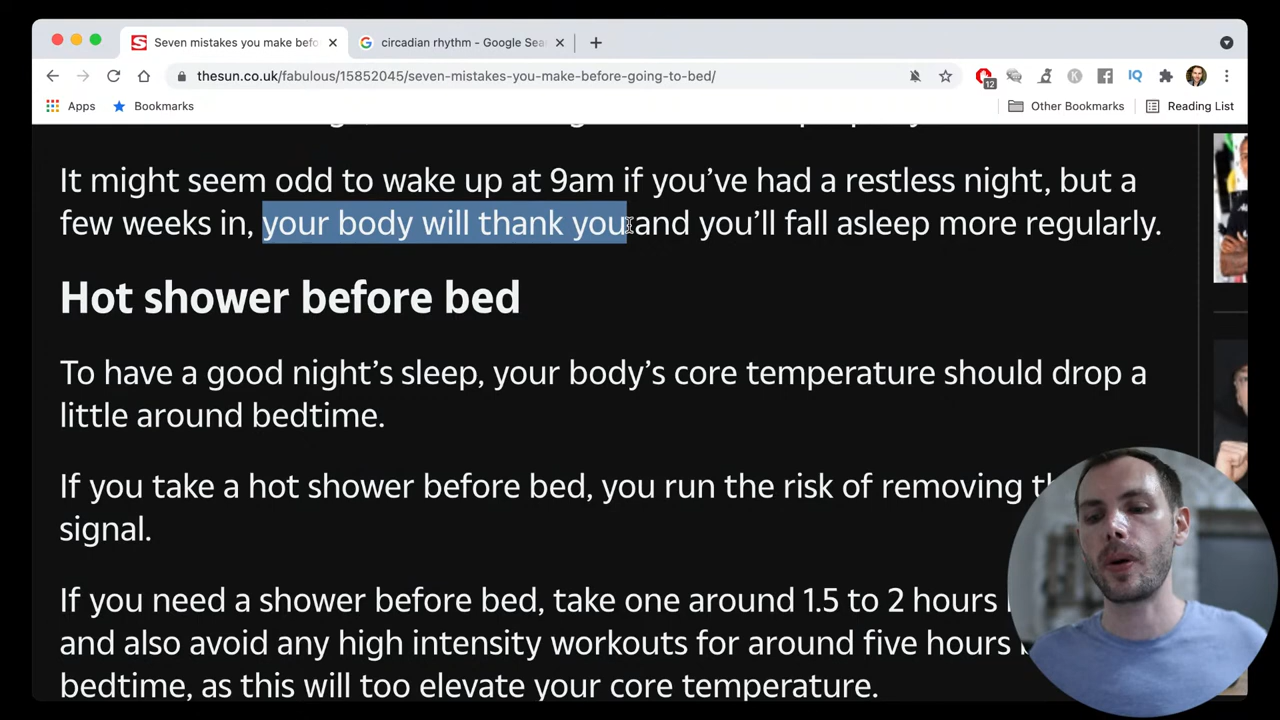 Seven mistakes you make befo
circadian rhythm - Google Sea
thesun.co.uk/fabulous/15852045/seven-mistakes-you-make-before-going-to-bed/
12
K
IQ
Apps
Bookmarks
Other Bookmarks
Reading List
It might seem odd to wake up at 9am if you’ve had a restless night, but a
few weeks in, your body will thank you and you’ll fall asleep more regularly.
Hot shower before bed
To have a good night’s sleep, your body’s core temperature should drop a
little around bedtime.
If you take a hot shower before bed, you run the risk of removing
signal.
If you need a shower before bed, take one around 1.5 to 2 hours
and also avoid any high intensity workouts for around five hours
bedtime, as this will too elevate your core temperature.